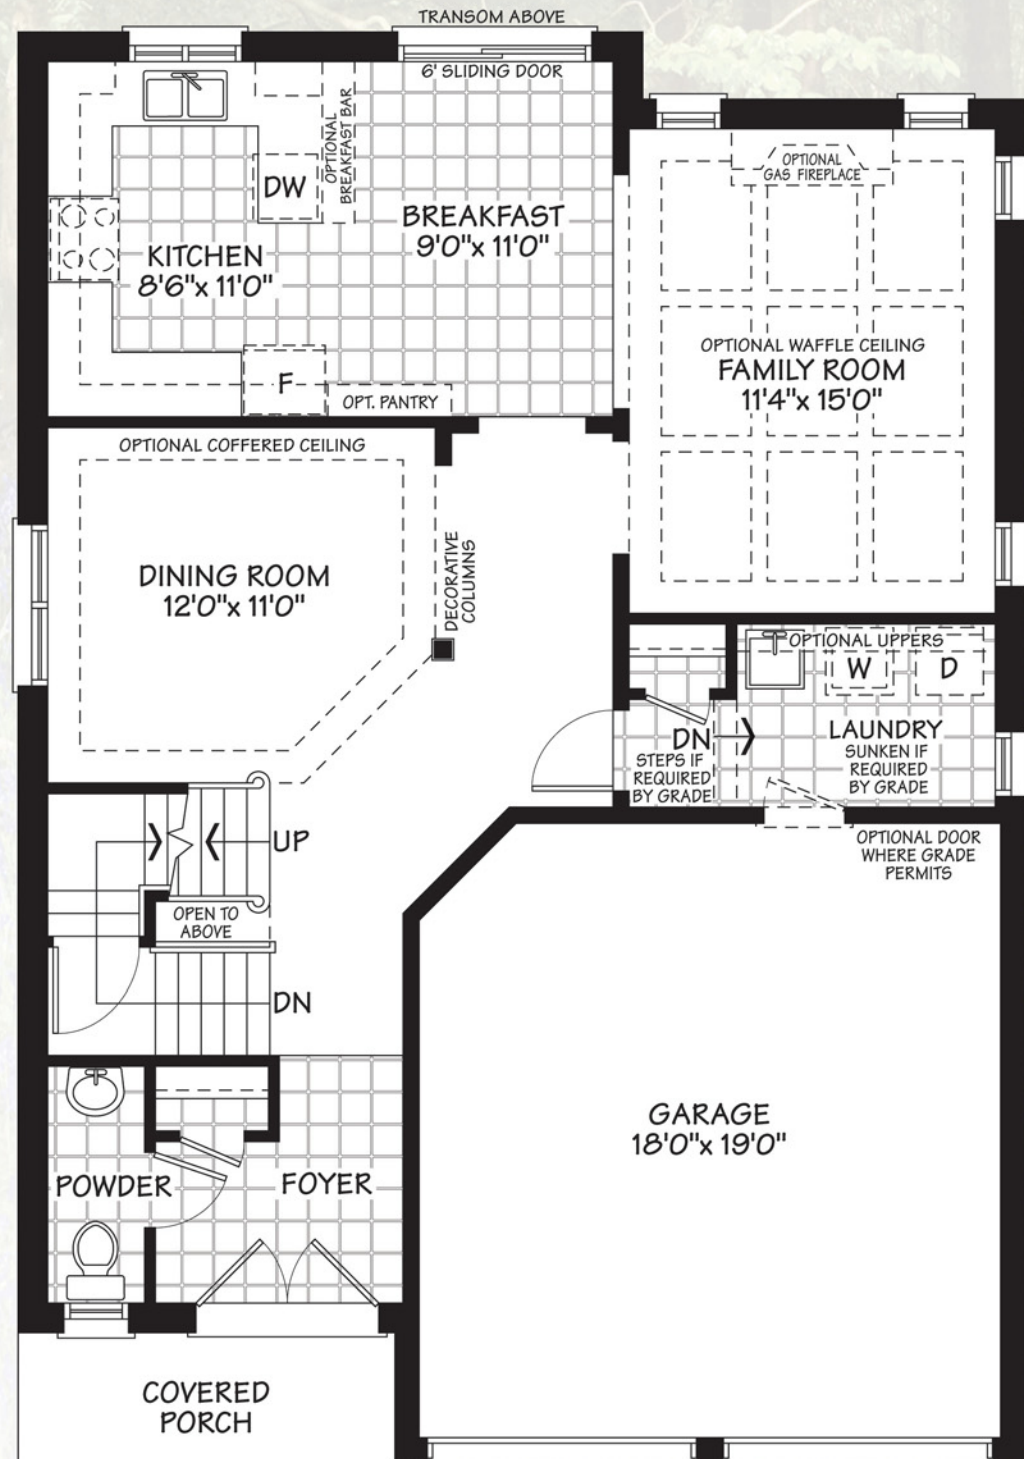 TRANSOM ABOVE
6' SLIDING DOOR
OPTIONAL
BREAKFAST BAR
DW
BREAKFAST
9'0"x 11'0"
KITCHEN
8'6"x 11'0"
F
OPT. PANTRY
OPTIONAL
GAS FIREPLACE
OPTIONAL WAFFLE CEILING
FAMILY ROOM
11'4"x 15'0"
OPTIONAL COFFERED CEILING
DINING ROOM
12'0"x 11'0"
DECORATIVE
COLUMNS
OPTIONAL UPPERS
W
D
DN
STEPS IF
REQUIRED
BY GRADE
LAUNDRY
SUNKEN IF
REQUIRED
BY GRADE
OPTIONAL DOOR
WHERE GRADE
PERMITS
UP
OPEN TO
ABOVE
DN
POWDER
FOYER
GARAGE
18'0"x 19'0"
COVERED
PORCH